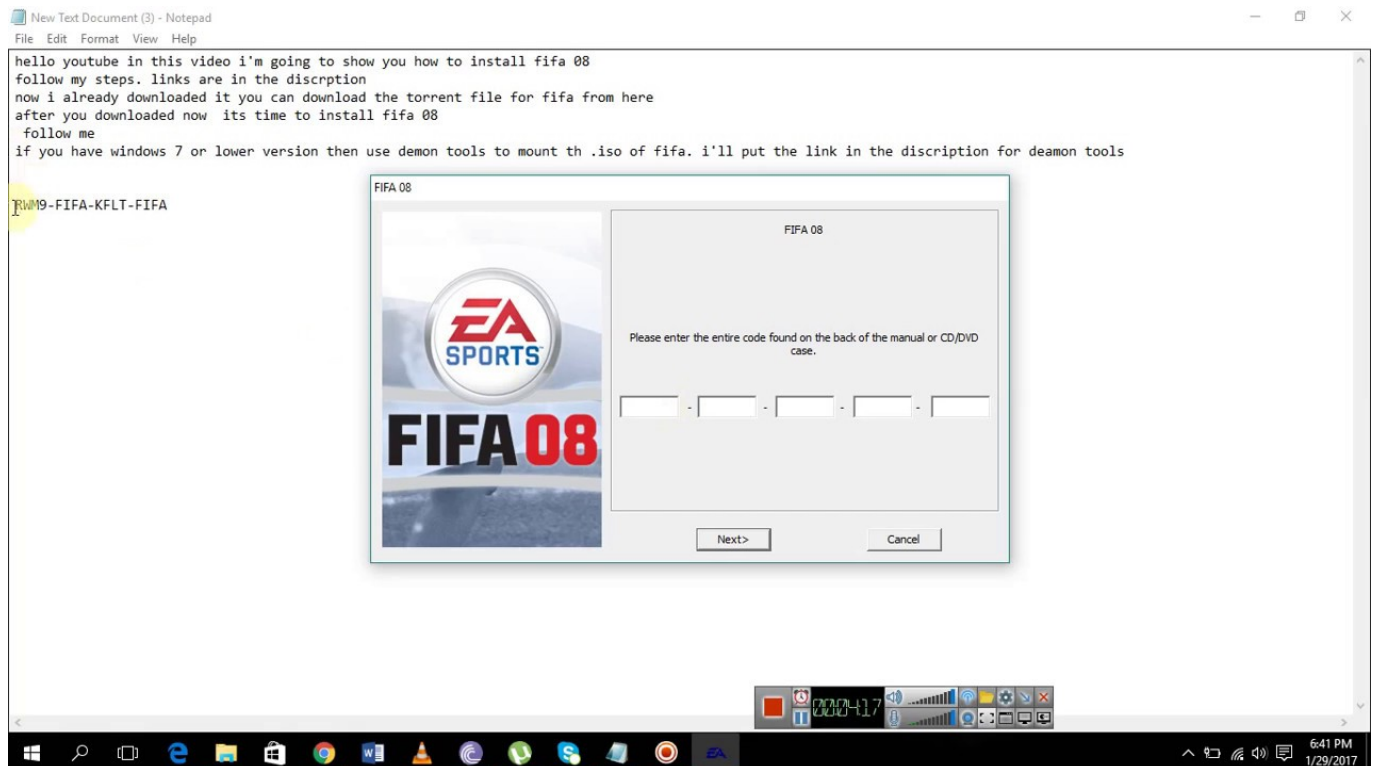 New Text Document (3) - Notepad
File Edit Format View Help
hello youtube in this video i'm going to show you how to install fifa 08
follow my steps. links are in the discrption
now i already downloaded it you can download the torrent file for fifa from here
after you downloaded now  its time to install fifa 08
 follow me
if you have windows 7 or lower version then use demon tools to mount th .iso of fifa. i'll put the link in the discription for deamon tools
RWM9-FIFA-KFLT-FIFA
FIFA 08
EA
SPORTS
FIFA 08
FIFA 08
Please enter the entire code found on the back of the manual or CD/DVD
case.
- - - -
Next>
Cancel
000417
6:41 PM
1/29/2017